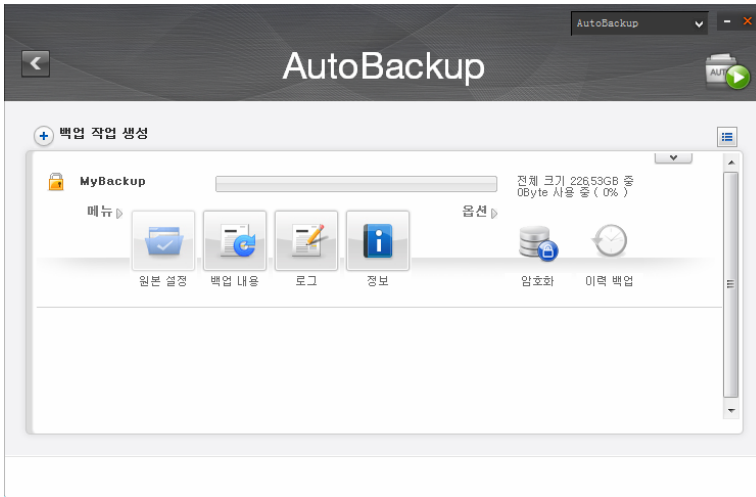 AutoBackup
AutoBackup
AUTO
백업 작업 생성
MyBackup
전체 크기 226,53GB 중
0Byte 사용 중 ( 0% )
메뉴
옵션
원본 설정
백업 내용
로그
정보
암호화
이력 백업